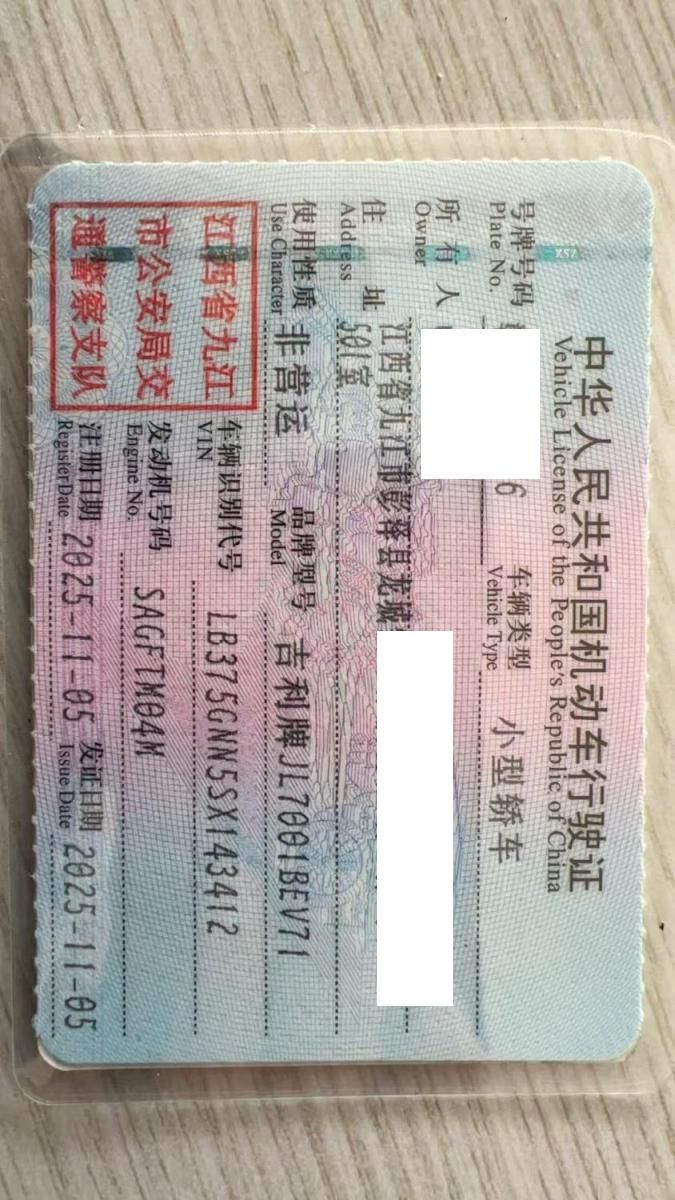 中华人民共和国机动车行驶证
Vehicle License of the People's Republic of China
号牌号码 6 车辆类型 小型轿车
Plate No. Vehicle Type
所有人
Owner
住址 江西省九江市彭泽县龙城
Address 501室
使用性质 非营运 品牌型号 吉利牌JL7001BEV71
Use Character Model
江西省九江
市公安局交
通警察支队
车辆识别代号 LB375GNN5SX143412
VIN
发动机号码 SAGFTM04M
Engine No.
注册日期 2025-11-05 发证日期 2025-11-05
Register Date Issue Date